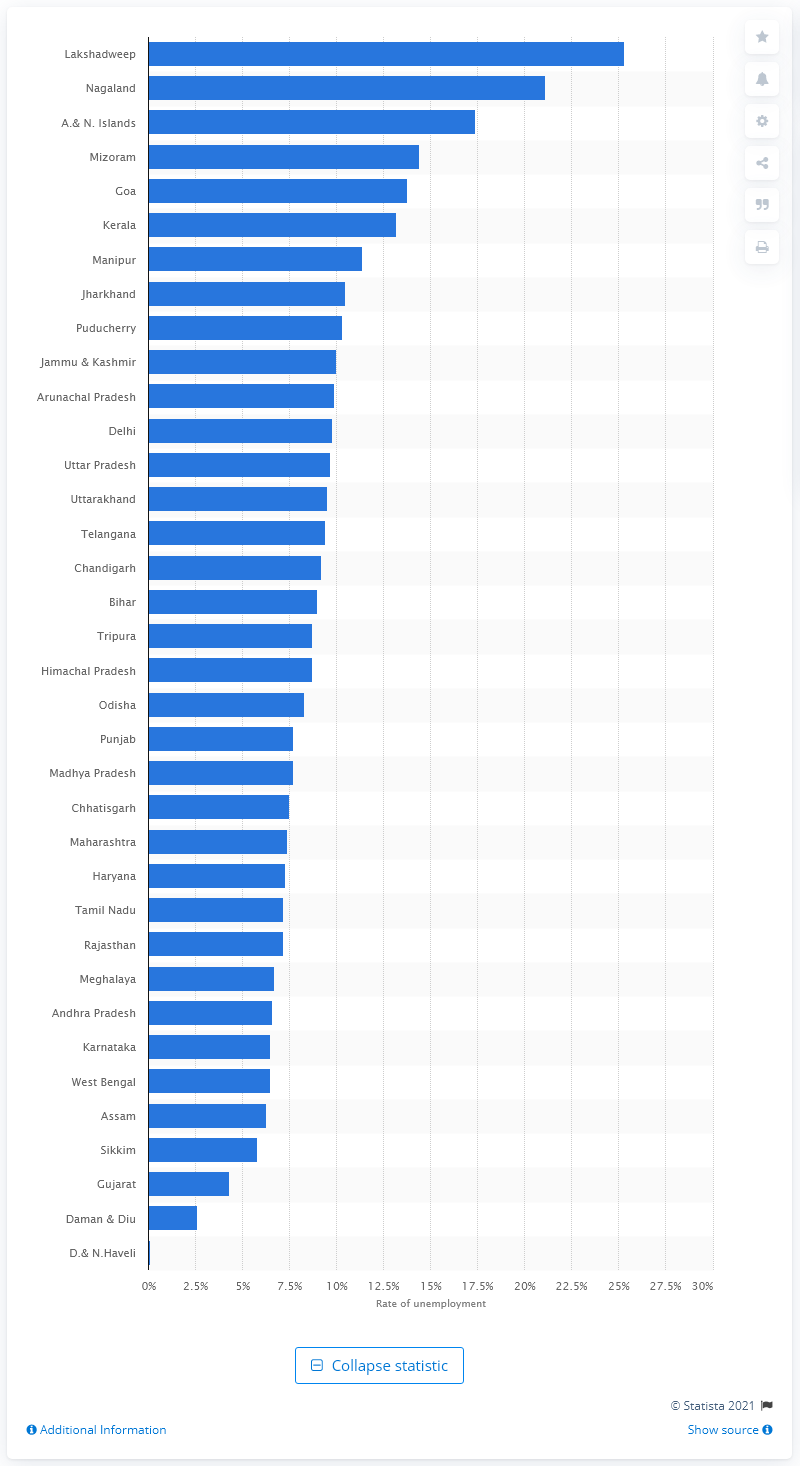 Lakshadweep
Nagaland
A.& N. Islands
Mizoram
Goa
Kerala
Manipur
Jharkhand
Puducherry
Jammu & Kashmir
Arunachal Pradesh
Delhi
Uttar Pradesh
Uttarakhand
Telangana
Chandigarh
Bihar
Tripura
Himachal Pradesh
Odisha
Punjab
Madhya Pradesh
Chhatisgarh
Maharashtra
Haryana
Tamil Nadu
Rajasthan
Meghalaya
Andhra Pradesh
Karnataka
West Bengal
Assam
Sikkim
Gujarat
Daman & Diu
D.& N.Haveli
0% 2.5% 5% 7.5% 10% 12.5% 15% 17.5% 20% 22.5% 25% 27.5% 30%
Rate of unemployment
Collapse statistic
© Statista 2021
Additional Information Show source